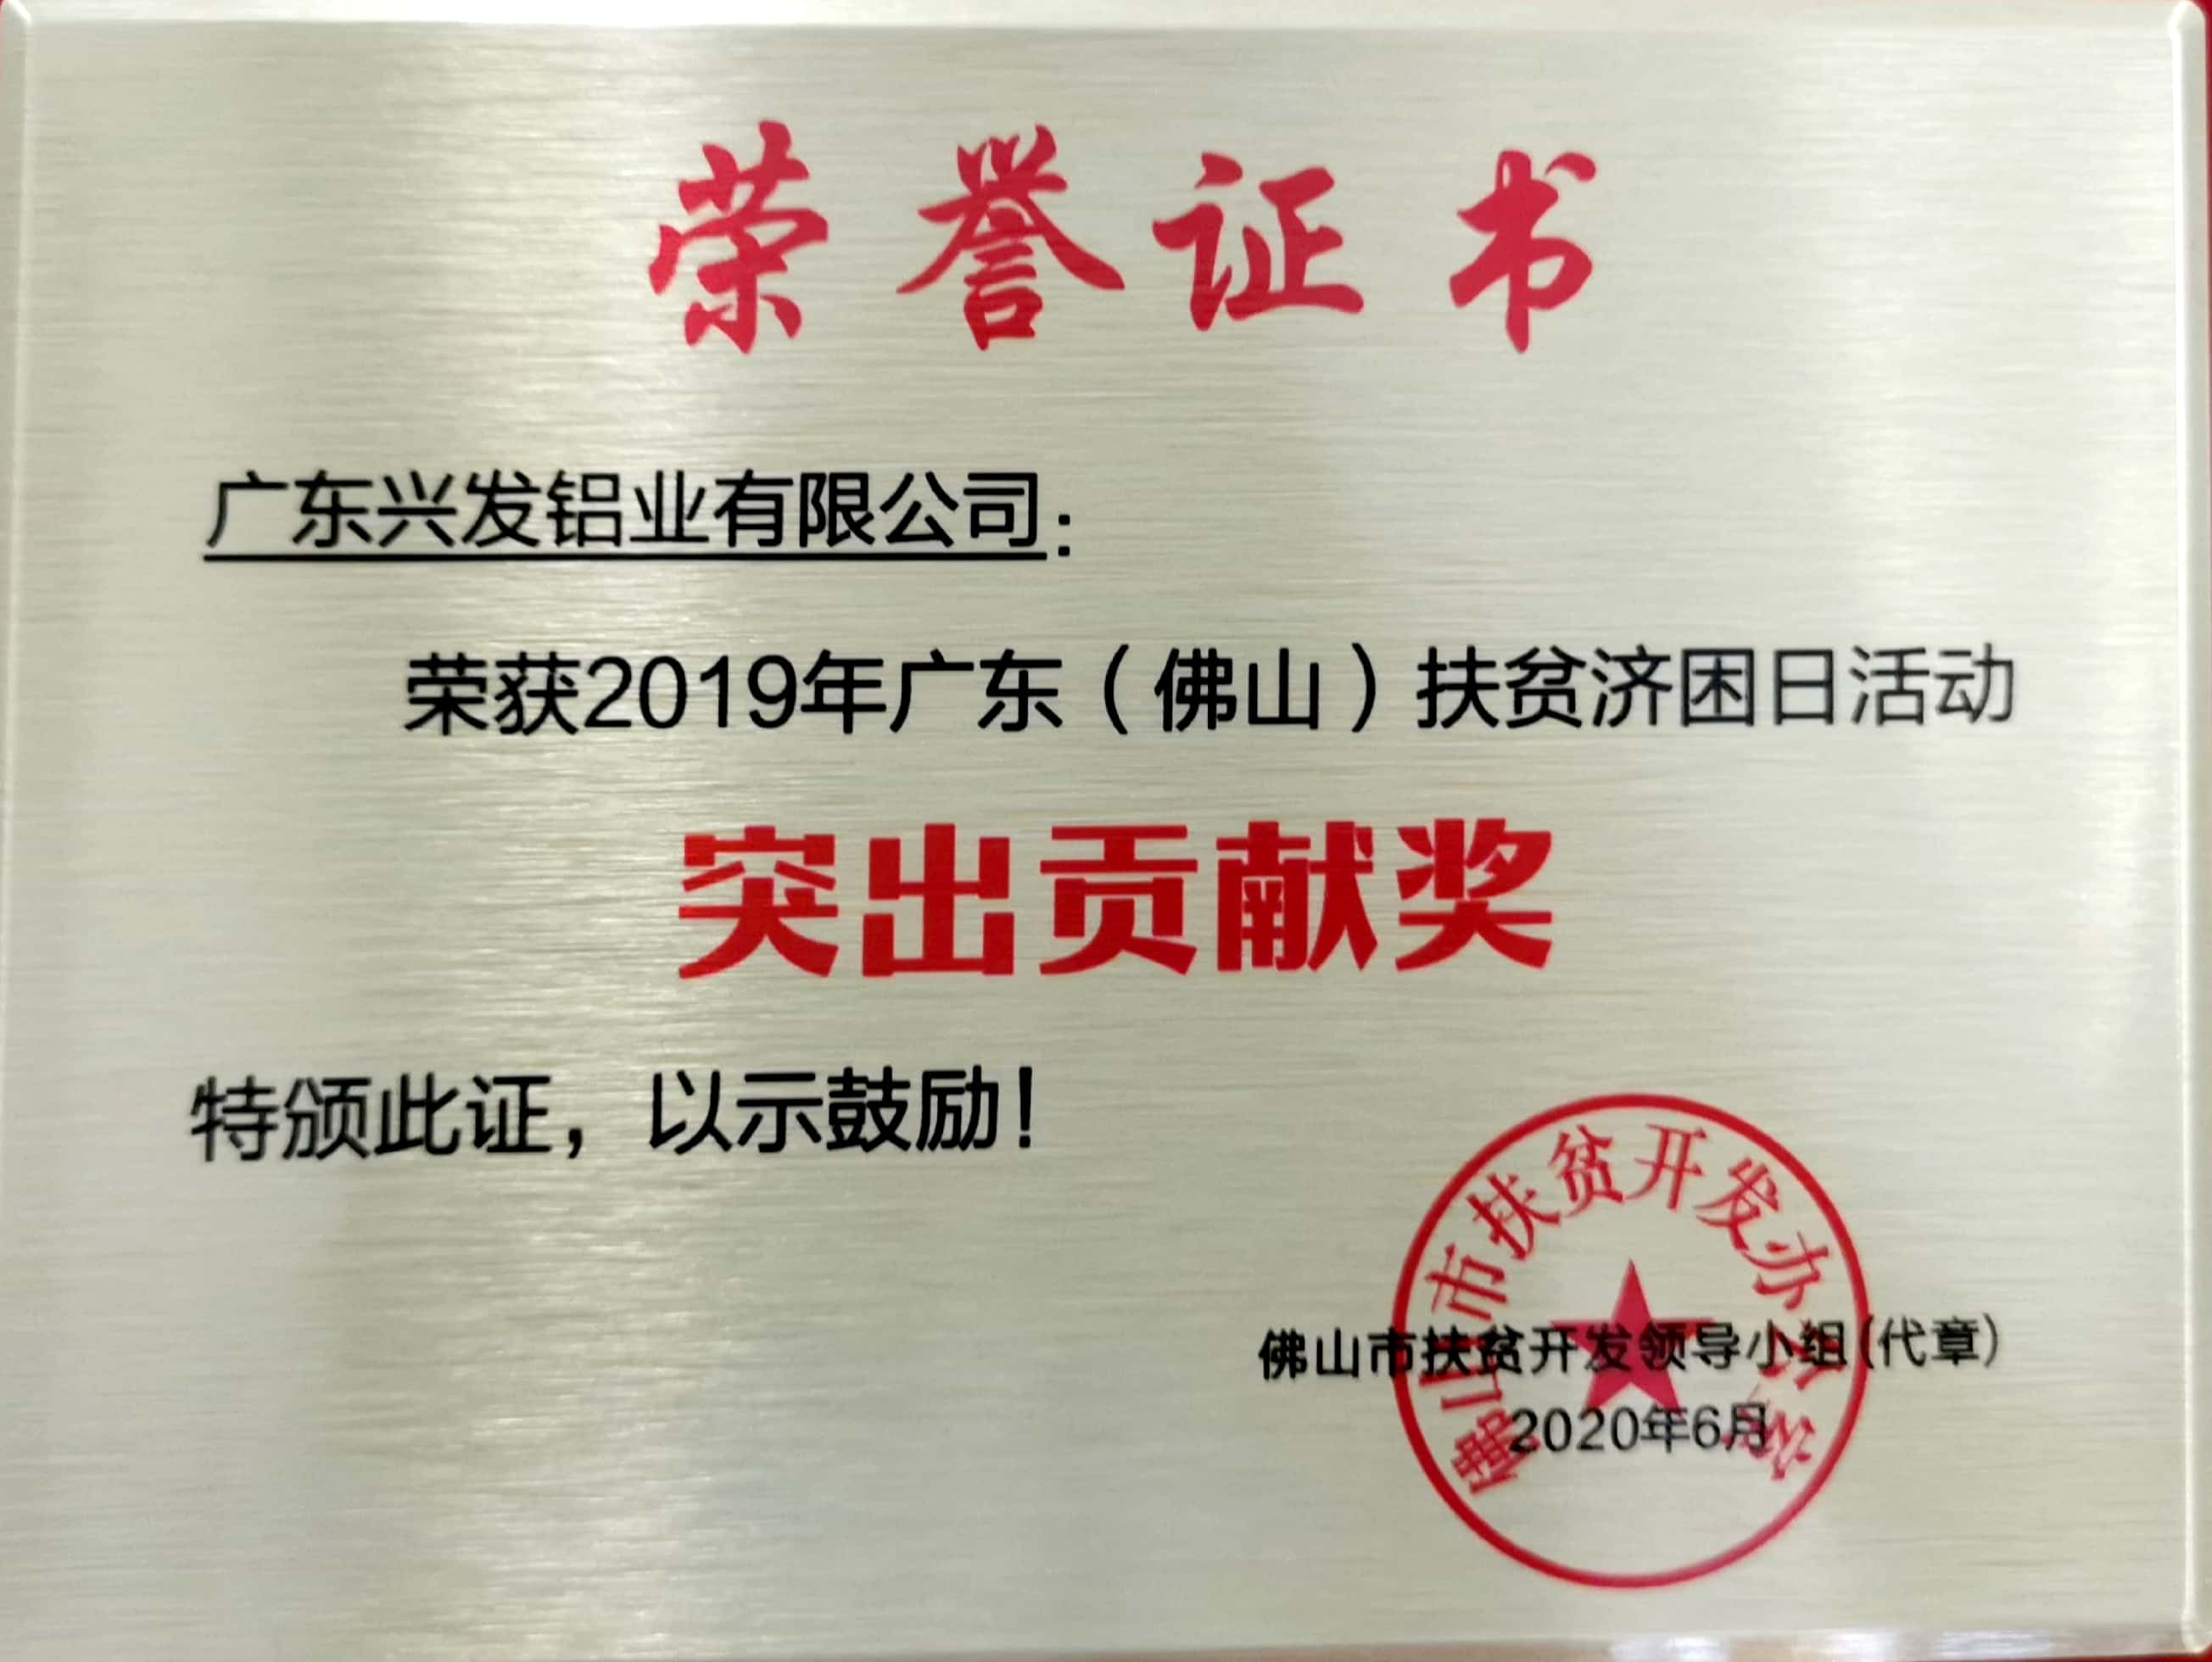 荣誉证书
广东兴发铝业有限公司：
荣获2019年广东（佛山）扶贫济困日活动
突出贡献奖
特颁此证，以示鼓励！
佛山市扶贫开发办公室
佛山市扶贫开发领导小组(代章)
2020年6月